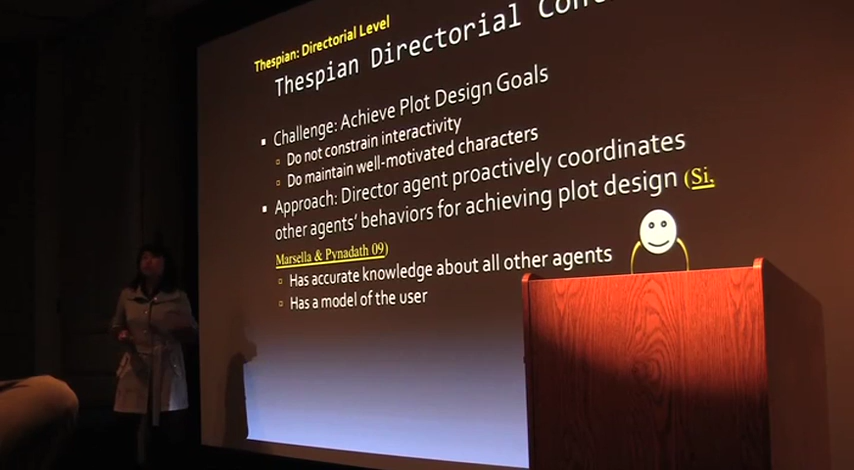 Thespian: Directorial Level
Thespian Directorial
Challenge: Achieve Plot Design Goals
Do not constrain interactivity
Do maintain well-motivated characters
Approach: Director agent proactively coordinates
other agents' behaviors for achieving plot design (Si,
Marsella & Pynadath 09)
Has accurate knowledge about all other agents
Has a model of the user